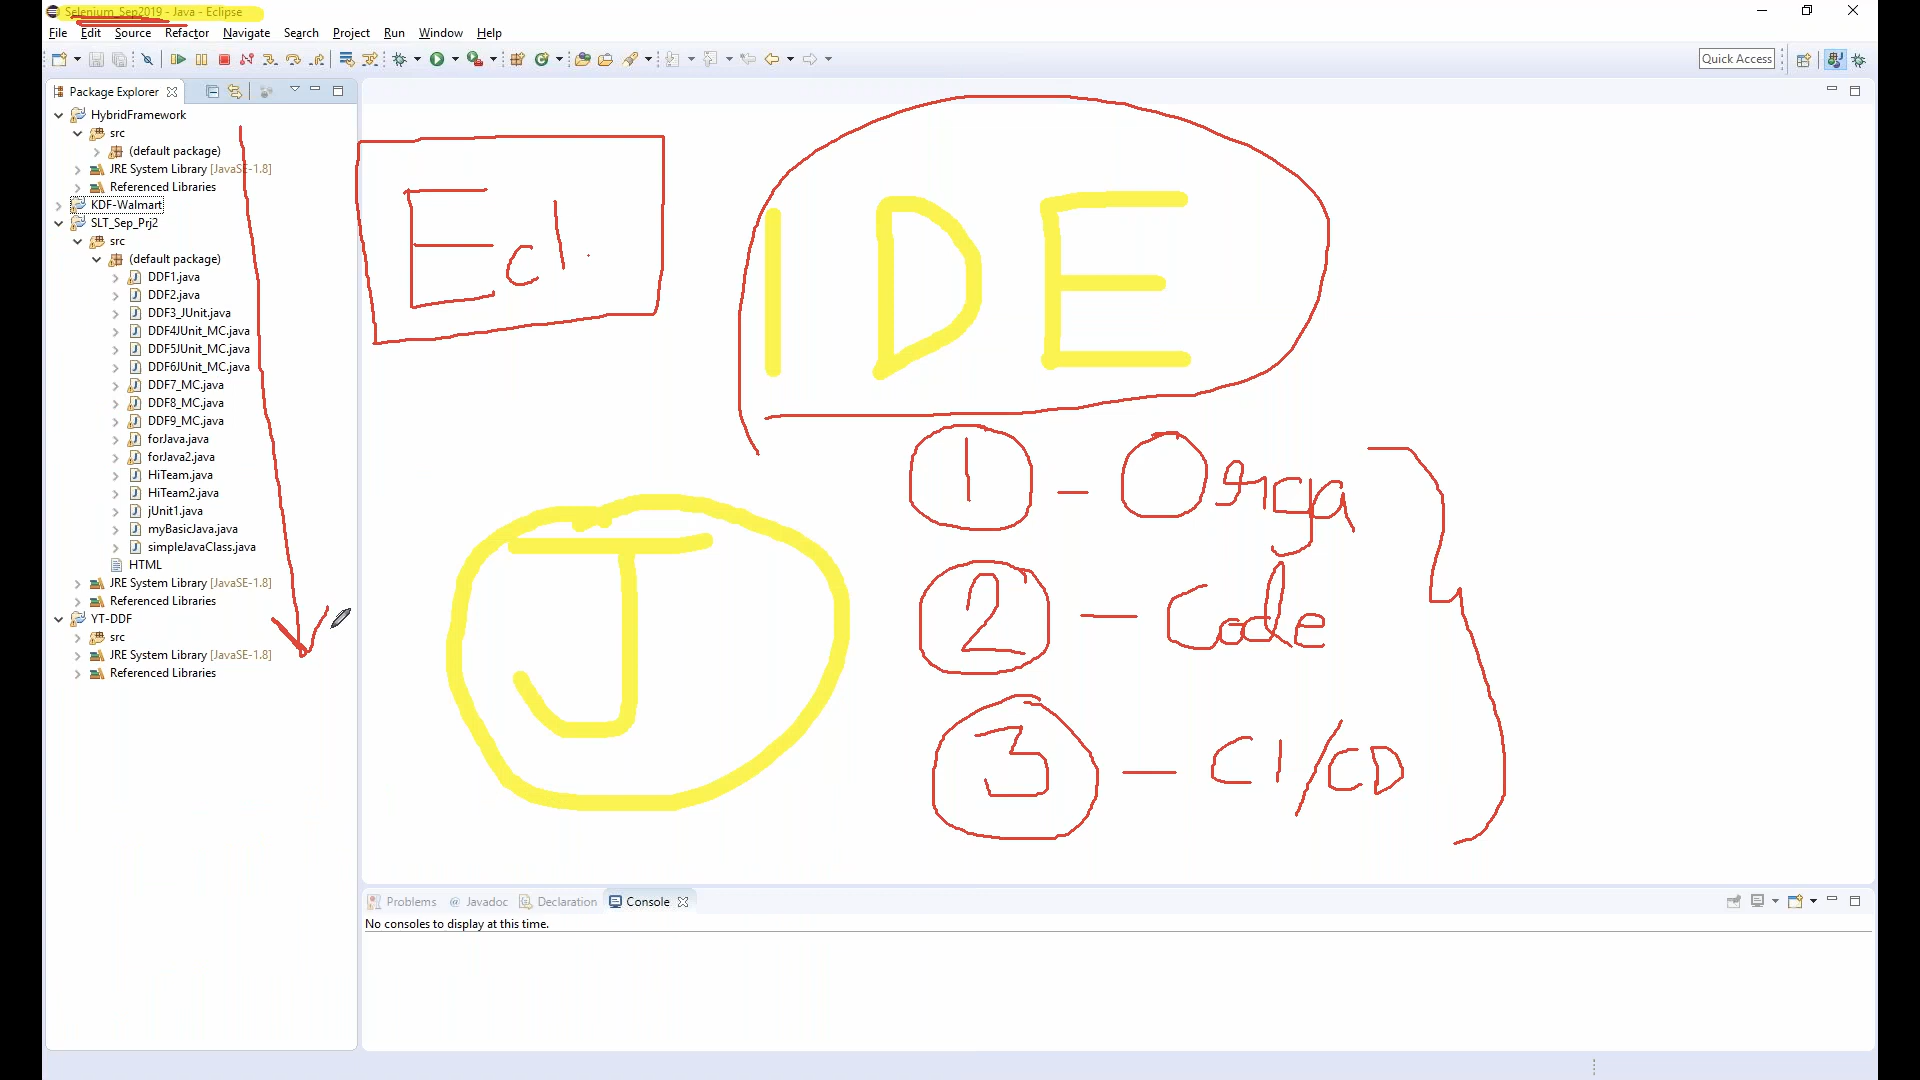 Selenium_Sep2019 - Java - Eclipse
File Edit Source Refactor Navigate Search Project Run Window Help
Quick Access
Package Explorer
HybridFramework
src
(default package)
JRE System Library [JavaSE-1.8]
Referenced Libraries
KDF-Walmart
SLT_Sep_Prj2
src
(default package)
DDF1.java
DDF2.java
DDF3_JUnit.java
DDF4JUnit_MC.java
DDF5JUnit_MC.java
DDF6JUnit_MC.java
DDF7_MC.java
DDF8_MC.java
DDF9_MC.java
forJava.java
forJava2.java
HiTeam.java
HiTeam2.java
jUnit1.java
myBasicJava.java
simpleJavaClass.java
HTML
JRE System Library [JavaSE-1.8]
Referenced Libraries
YT-DDF
src
JRE System Library [JavaSE-1.8]
Referenced Libraries
Ecl.
IDE
J
1 - Orga
2 - Code
3 - CI/CD
Problems @ Javadoc Declaration Console
No consoles to display at this time.